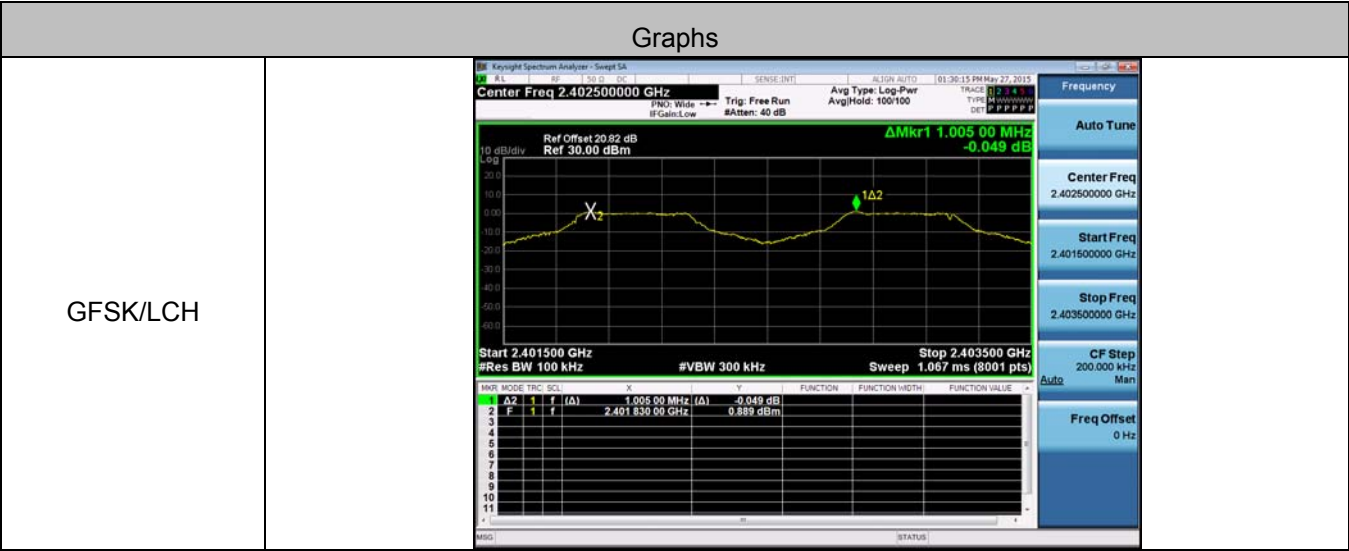 Graphs
GFSK/LCH
Keysight Spectrum Analyzer - Swept SA
RL RF 50 Ω DC SENSE:INT ALIGN AUTO 01:30:15 PM May 27, 2015
Center Freq 2.402500000 GHz
PNO: Wide
IFGain:Low
Trig: Free Run
#Atten: 40 dB
Avg Type: Log-Pwr
Avg|Hold: 100/100
TRACE 1 2 3 4 5 6
TYPE M W W W W W
DET P P P P P P
Ref Offset 20.82 dB
Ref 30.00 dBm
10 dB/div
Log
ΔMkr1 1.005 00 MHz
-0.049 dB
20.0
10.0
0.00
-10.0
-20.0
-30.0
-40.0
-50.0
-60.0
X2
1Δ2
Start 2.401500 GHz Stop 2.403500 GHz
#Res BW 100 kHz #VBW 300 kHz Sweep 1.067 ms (8001 pts)
MKR MODE TRC SCL X Y FUNCTION FUNCTION WIDTH FUNCTION VALUE
1 Δ2 1 f (Δ) 1.005 00 MHz (Δ) -0.049 dB
2 F 1 f 2.401 830 00 GHz 0.889 dBm
3
4
5
6
7
8
9
10
11
MSG STATUS
Frequency
Auto Tune
Center Freq
2.402500000 GHz
Start Freq
2.401500000 GHz
Stop Freq
2.403500000 GHz
CF Step
200.000 kHz
Auto Man
Freq Offset
0 Hz